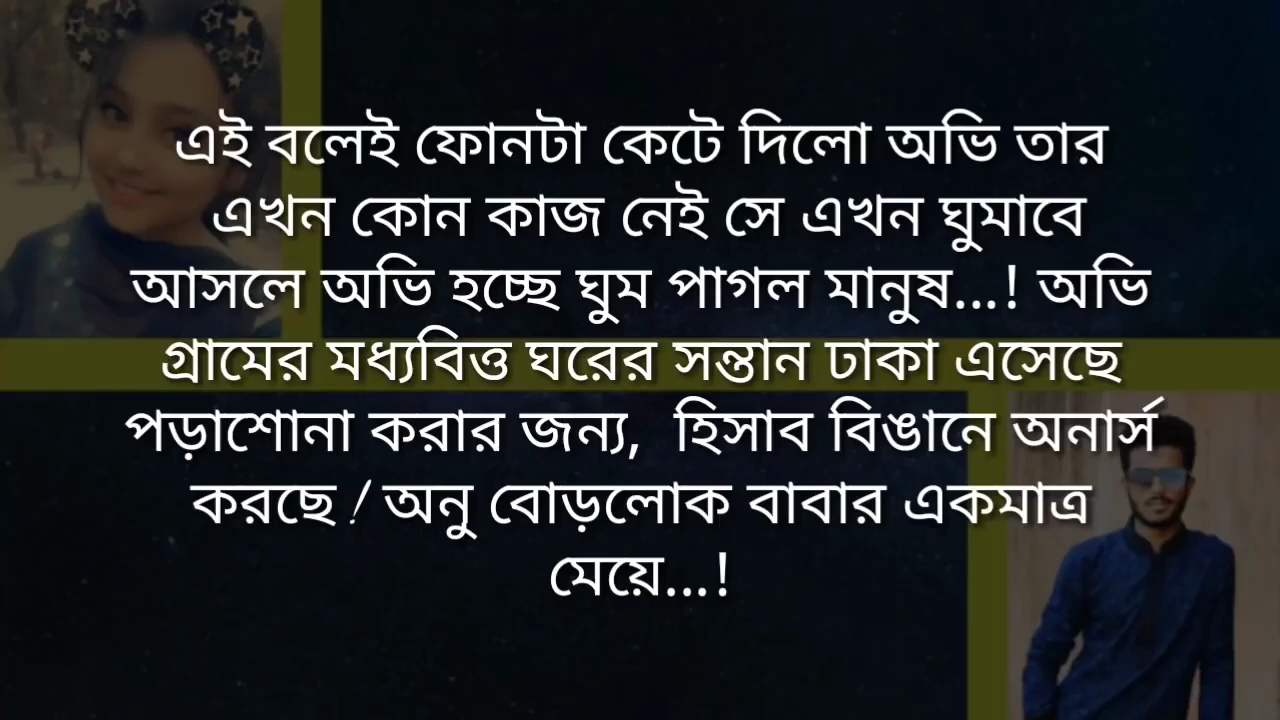 এই বলেই ফোনটা কেটে দিলো অভি তার
এখন কোন কাজ নেই সে এখন ঘুমাবে
আসলে অভি হচ্ছে ঘুম পাগল মানুষ...! অভি
গ্রামের মধ্যবিত্ত ঘরের সন্তান ঢাকা এসেছে
পড়াশোনা করার জন্য, হিসাব বিঙানে অনার্স
করছে ! অনু বোড়লোক বাবার একমাত্র
মেয়ে...!